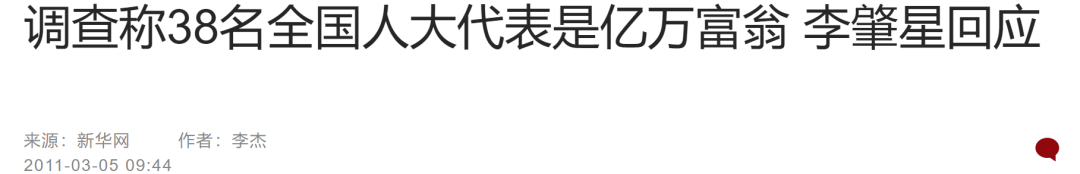 调查称38名全国人大代表是亿万富翁 李肇星回应
来源：新华网 作者：李杰
2011-03-05 09:44